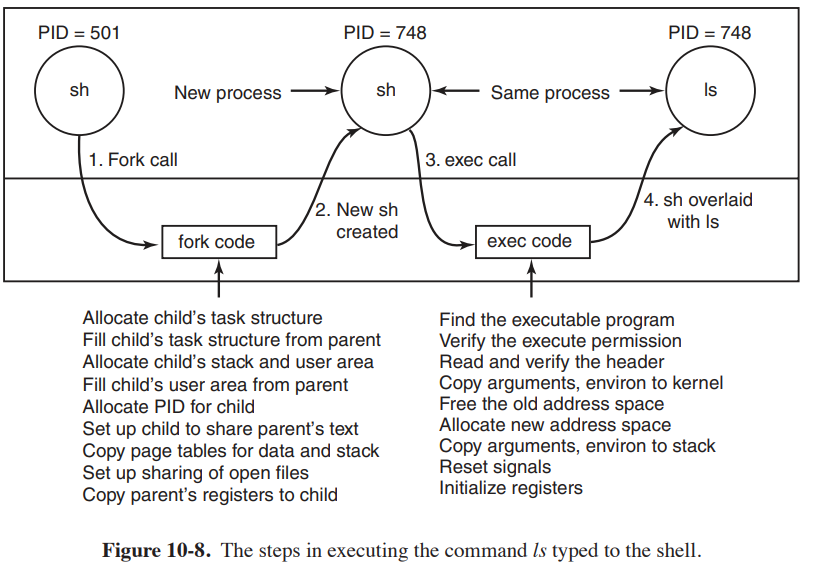 PID = 501
PID = 748
PID = 748
sh
New process
sh
Same process
ls
1. Fork call
3. exec call
2. New sh
created
4. sh overlaid
with ls
fork code
exec code
Allocate child's task structure
Fill child's task structure from parent
Allocate child's stack and user area
Fill child's user area from parent
Allocate PID for child
Set up child to share parent's text
Copy page tables for data and stack
Set up sharing of open files
Copy parent's registers to child
Find the executable program
Verify the execute permission
Read and verify the header
Copy arguments, environ to kernel
Free the old address space
Allocate new address space
Copy arguments, environ to stack
Reset signals
Initialize registers
Figure 10-8. The steps in executing the command ls typed to the shell.